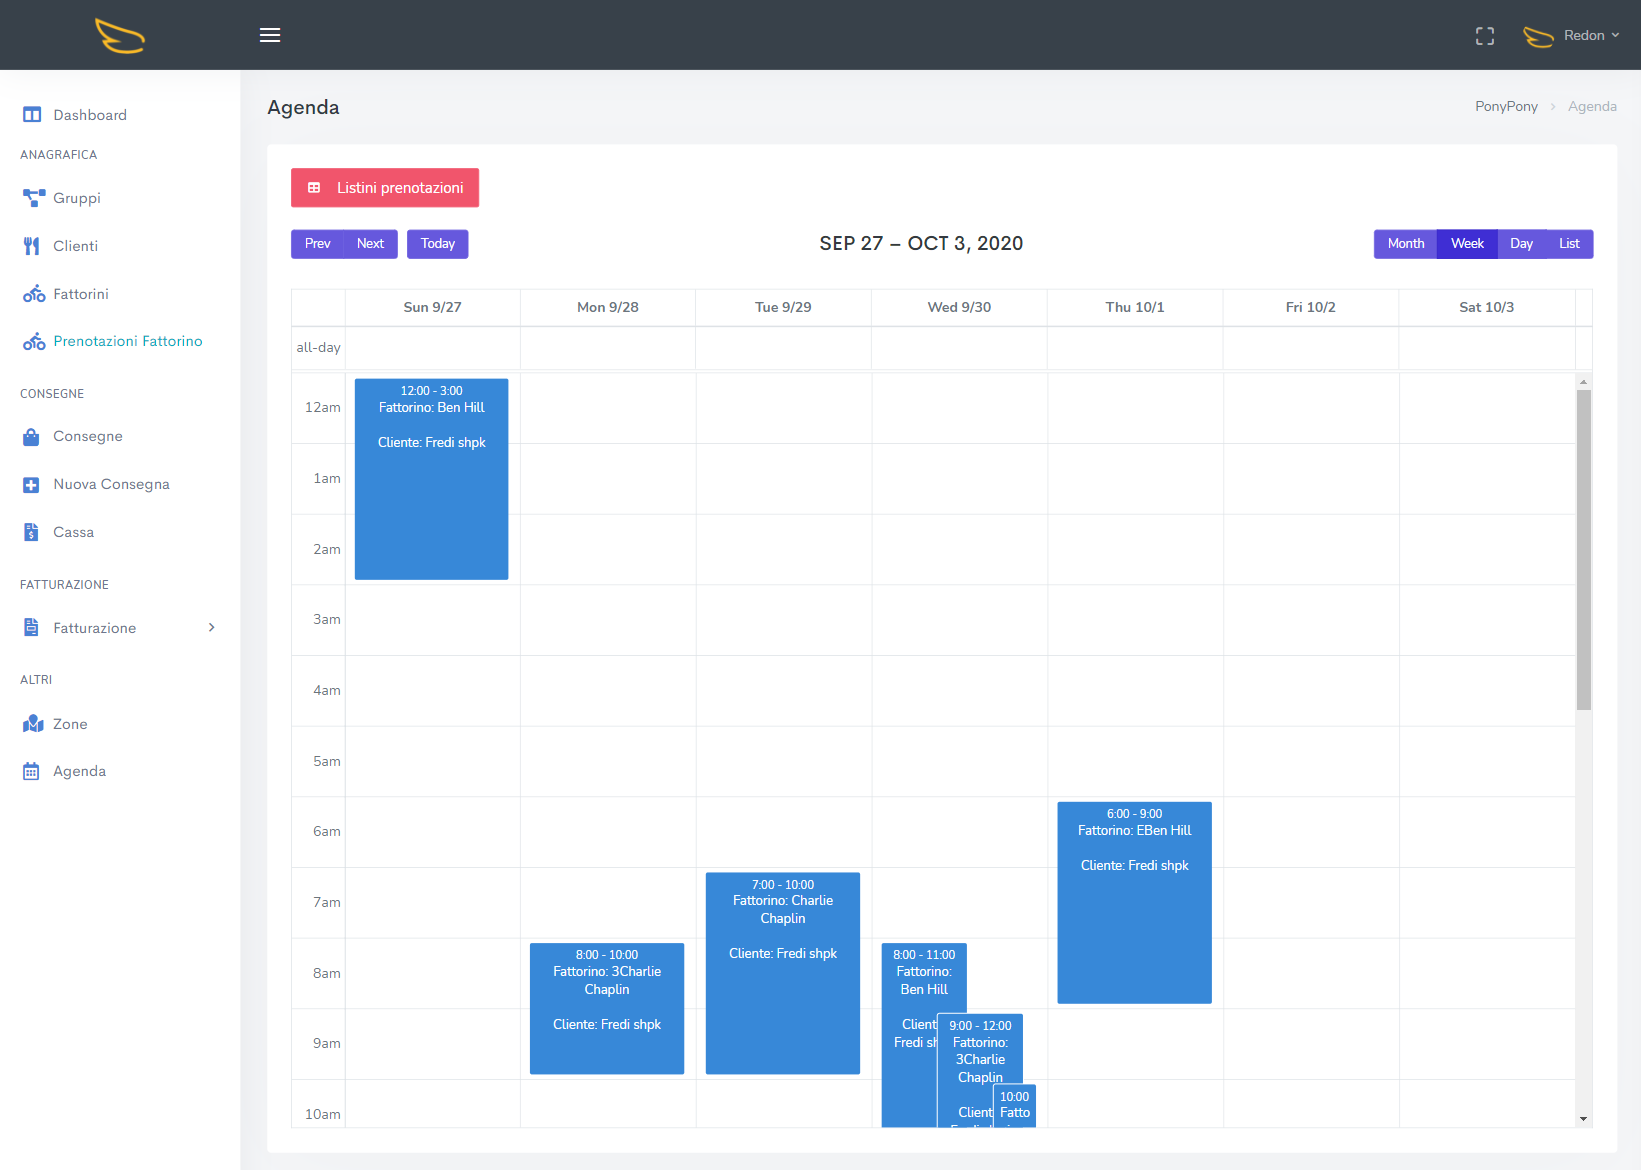 Redon
Dashboard
ANAGRAFICA
Gruppi
Clienti
Fattorini
Prenotazioni Fattorino
CONSEGNE
Consegne
Nuova Consegna
Cassa
FATTURAZIONE
Fatturazione
ALTRI
Zone
Agenda
Agenda
PonyPony > Agenda
Listini prenotazioni
Prev Next Today
SEP 27 – OCT 3, 2020
Month Week Day List
Sun 9/27 Mon 9/28 Tue 9/29 Wed 9/30 Thu 10/1 Fri 10/2 Sat 10/3
all-day
12am
1am
2am
3am
4am
5am
6am
7am
8am
9am
10am
12:00 - 3:00
Fattorino: Ben Hill
Cliente: Fredi shpk
8:00 - 10:00
Fattorino: 3Charlie
Chaplin
Cliente: Fredi shpk
7:00 - 10:00
Fattorino: Charlie
Chaplin
Cliente: Fredi shpk
8:00 - 11:00
Fattorino:
Ben Hill
Client
Fredi sh
9:00 - 12:00
Fattorino:
3Charlie
Chaplin
Client
10:00
Fatto
6:00 - 9:00
Fattorino: EBen Hill
Cliente: Fredi shpk